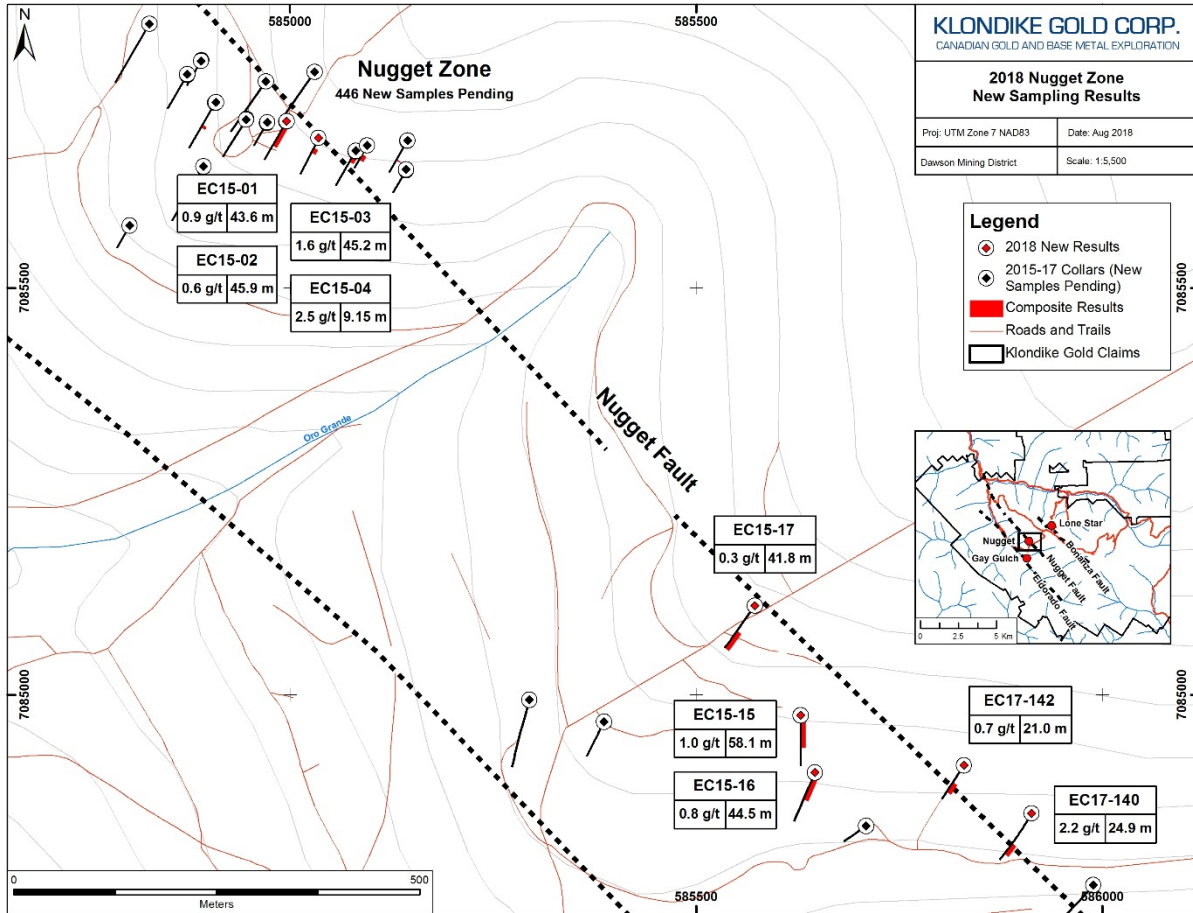 585000
585500
N
Nugget Zone
446 New Samples Pending
KLONDIKE GOLD CORP.
CANADIAN GOLD AND BASE METAL EXPLORATION
2018 Nugget Zone
New Sampling Results
Proj: UTM Zone 7 NAD83
Date: Aug 2018
Dawson Mining District
Scale: 1:5,500
Legend
2018 New Results
2015-17 Collars (New
Samples Pending)
Composite Results
Roads and Trails
Klondike Gold Claims
EC15-01
0.9 g/t 43.6 m
EC15-03
1.6 g/t 45.2 m
EC15-02
0.6 g/t 45.9 m
EC15-04
2.5 g/t 9.15 m
7085500
7085500
Oro Grande
Nugget Fault
Lone Star
Nugget
Gay Gulch
Bonanza Fault
Nugget Fault
Eldorado Fault
0 2.5 5 Km
EC15-17
0.3 g/t 41.8 m
7085000
7085000
EC15-15
1.0 g/t 58.1 m
EC15-16
0.8 g/t 44.5 m
EC17-142
0.7 g/t 21.0 m
EC17-140
2.2 g/t 24.9 m
0 500
Meters
585500
586000